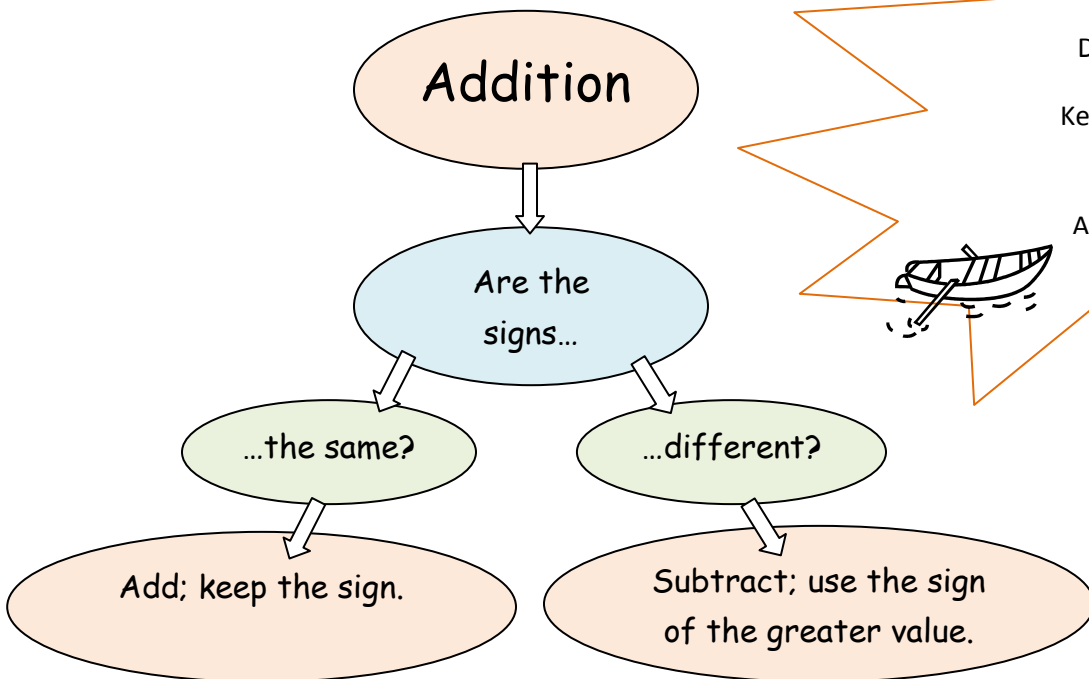 Addition
Are the
signs…
…the same?
…different?
Add; keep the sign.
Subtract; use the sign
of the greater value.